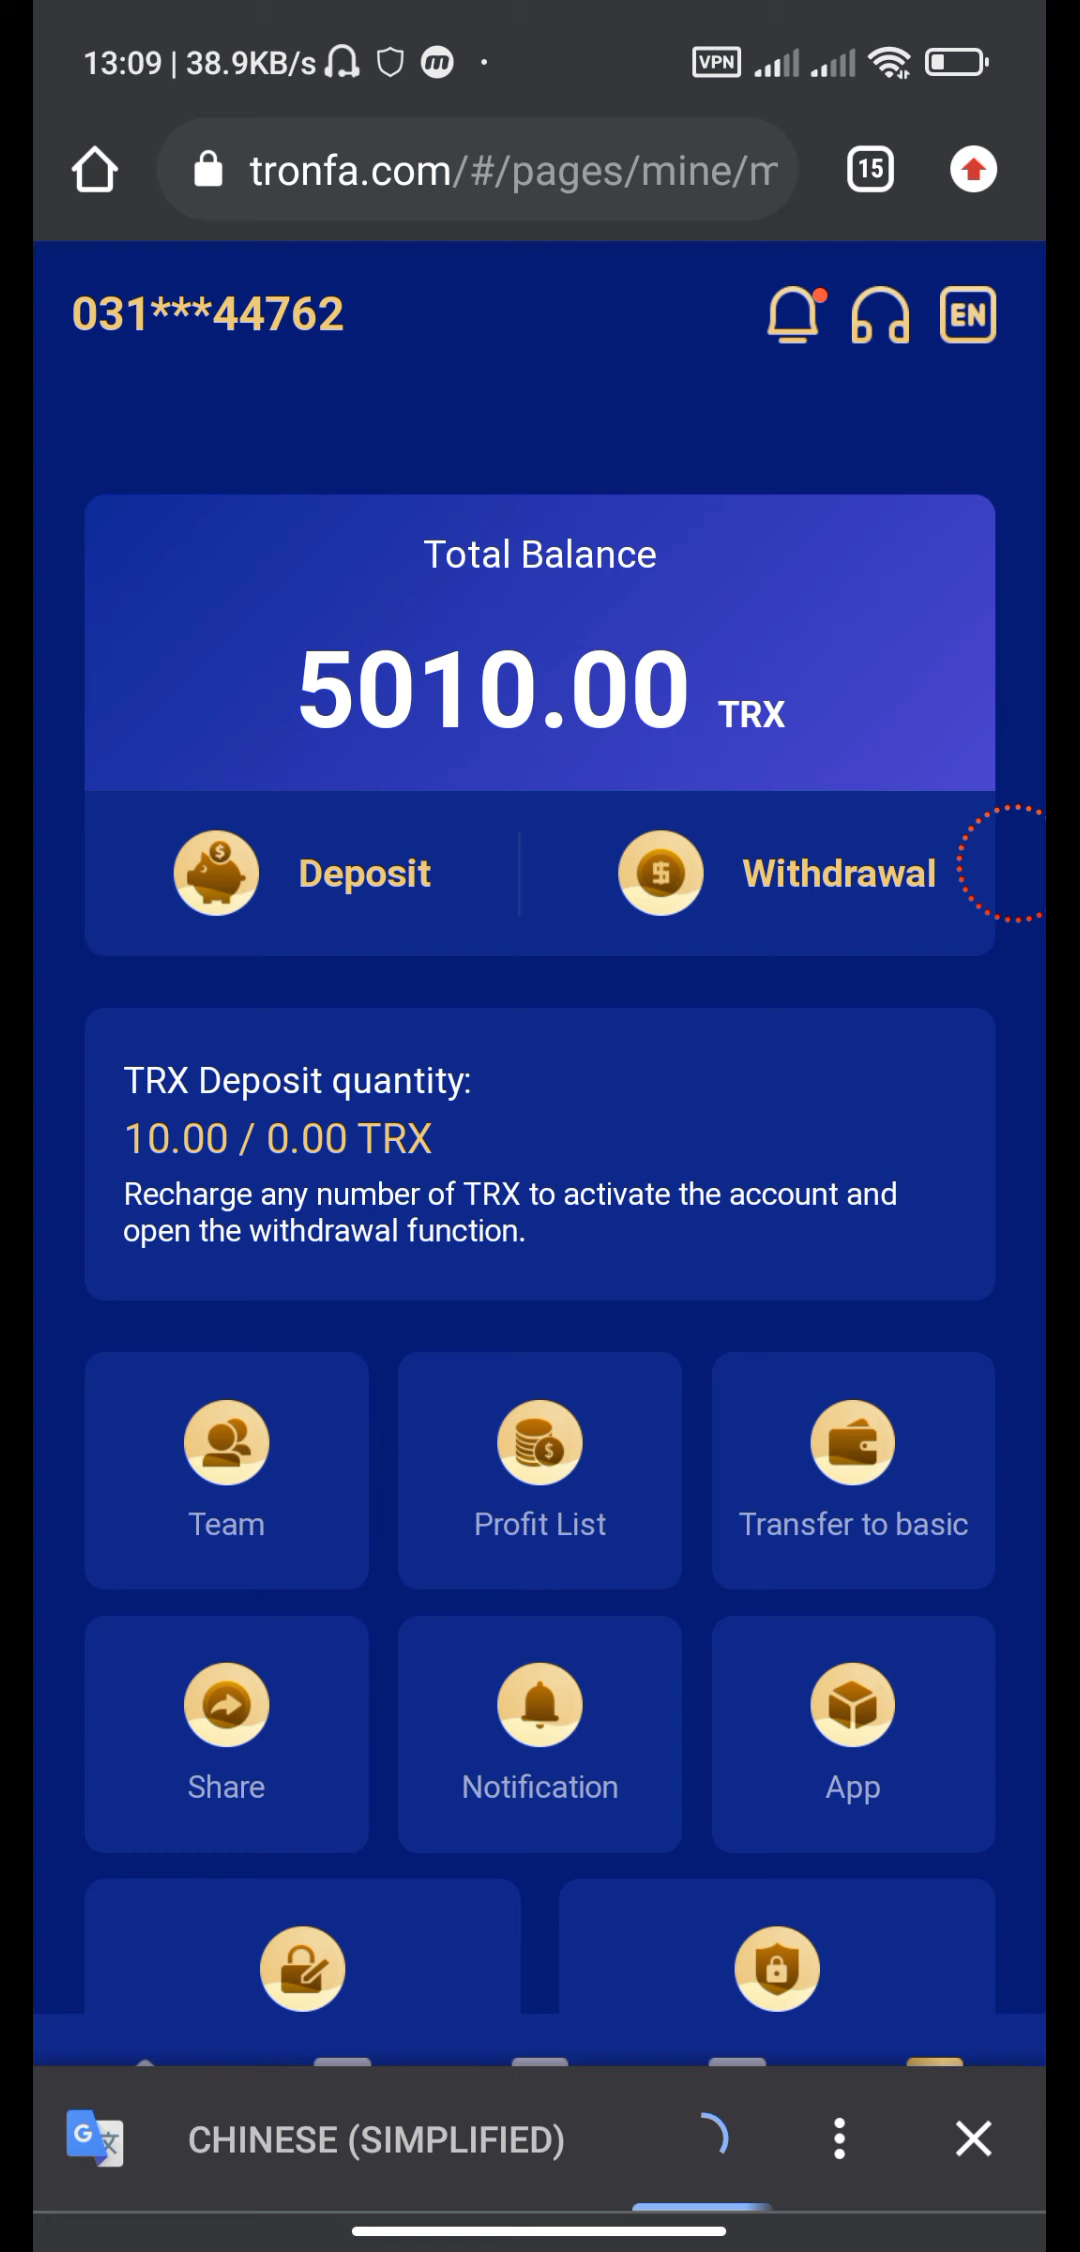 13:09 | 38.9KB/s
VPN
tronfa.com/#/pages/mine/m
15
031***44762
EN
Total Balance
5010.00 TRX
Deposit
Withdrawal
TRX Deposit quantity:
10.00 / 0.00 TRX
Recharge any number of TRX to activate the account and
open the withdrawal function.
Team
Profit List
Transfer to basic
Share
Notification
App
CHINESE (SIMPLIFIED)